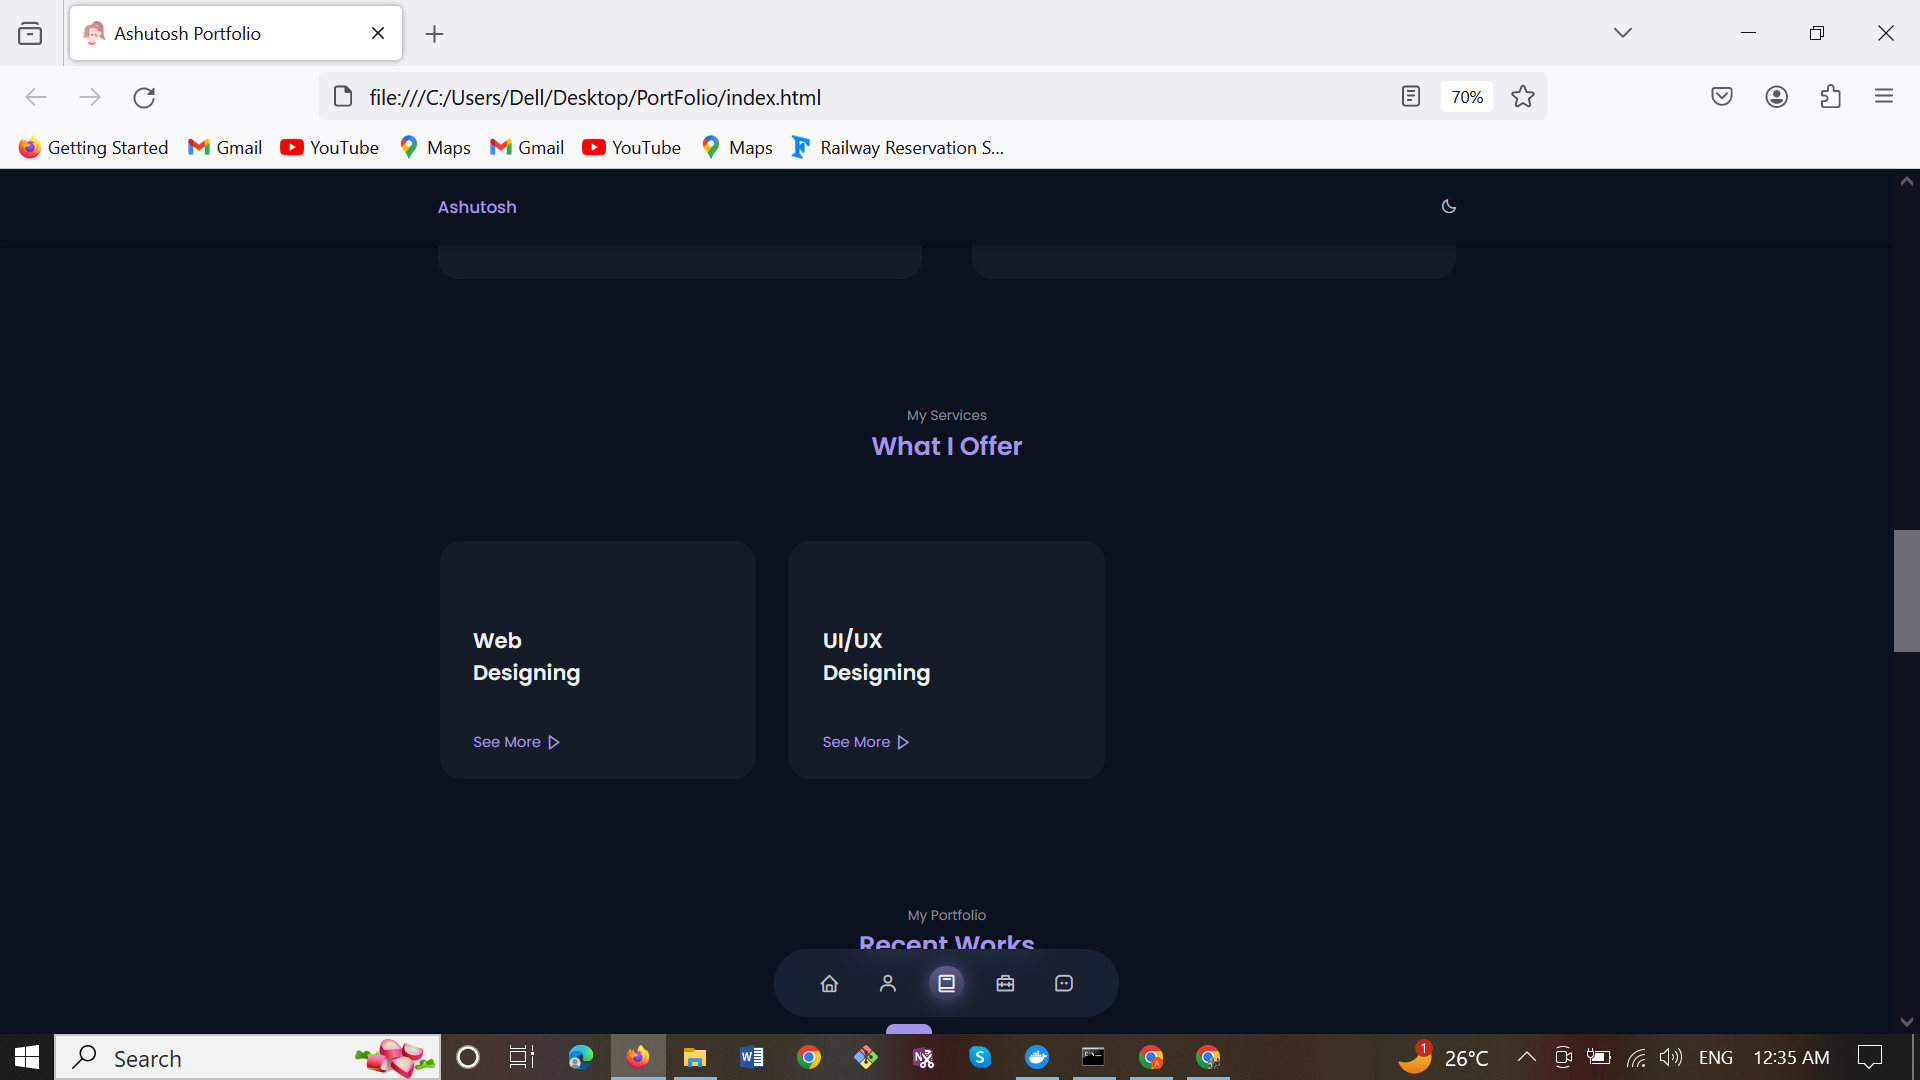 Ashutosh Portfolio
file:///C:/Users/Dell/Desktop/PortFolio/index.html
70%
Getting Started
Gmail
YouTube
Maps
Gmail
YouTube
Maps
Railway Reservation S...
Ashutosh
My Services
What I Offer
Web
Designing
See More
UI/UX
Designing
See More
My Portfolio
Recent Works
Search
1
26°C
ENG
12:35 AM